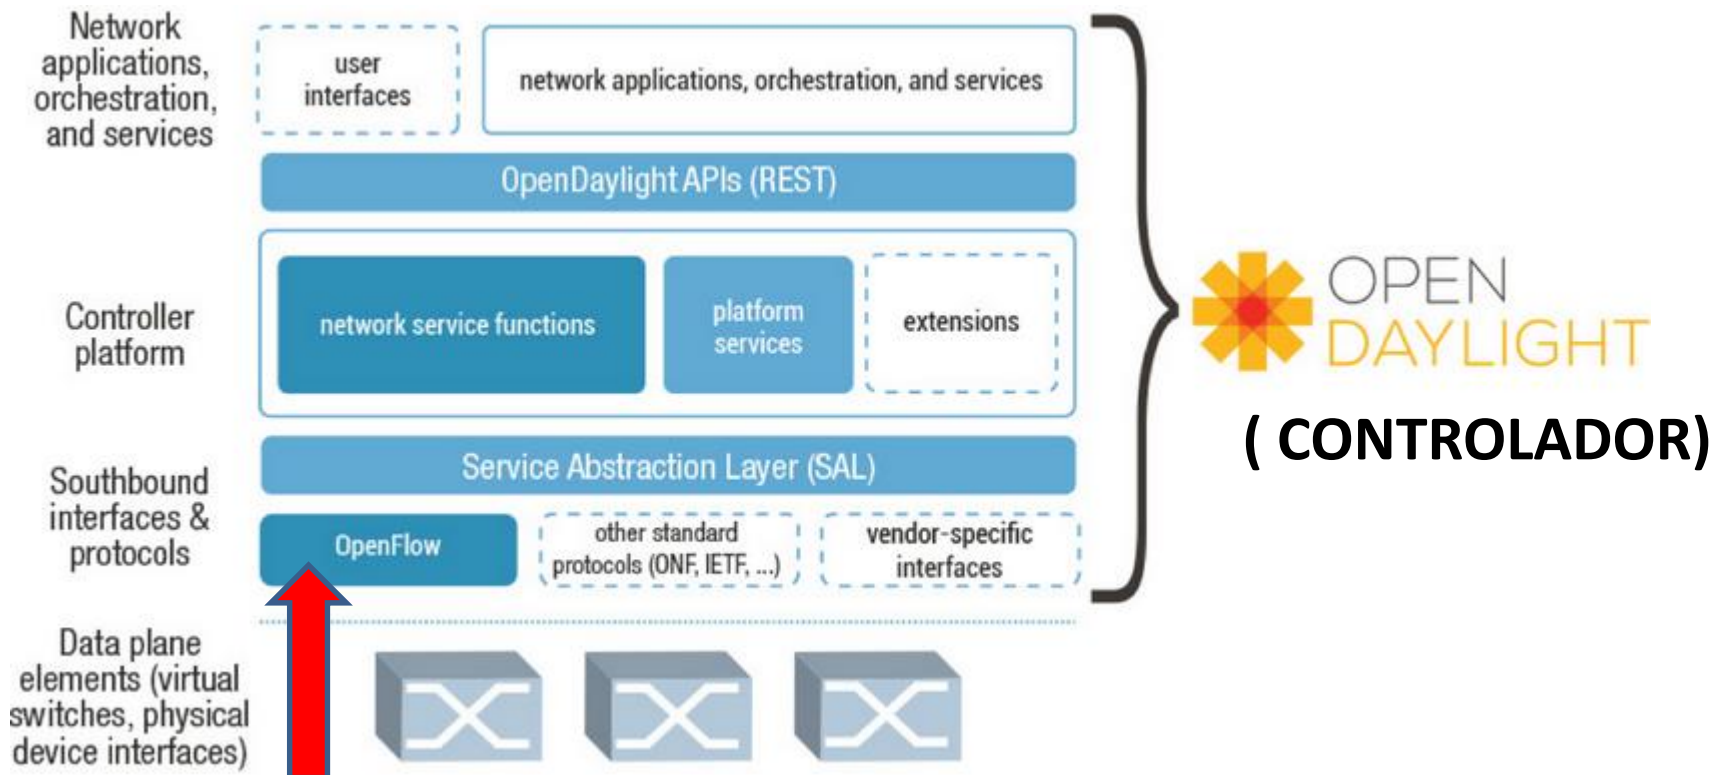 Network
applications,
orchestration,
and services
user
interfaces
network applications, orchestration, and services
OpenDaylight APIs (REST)
Controller
platform
network service functions
platform
services
extensions
OPEN
DAYLIGHT
( CONTROLADOR)
Southbound
interfaces &
protocols
Service Abstraction Layer (SAL)
OpenFlow
other standard
protocols (ONF, IETF, ...)
vendor-specific
interfaces
Data plane
elements (virtual
switches, physical
device interfaces)